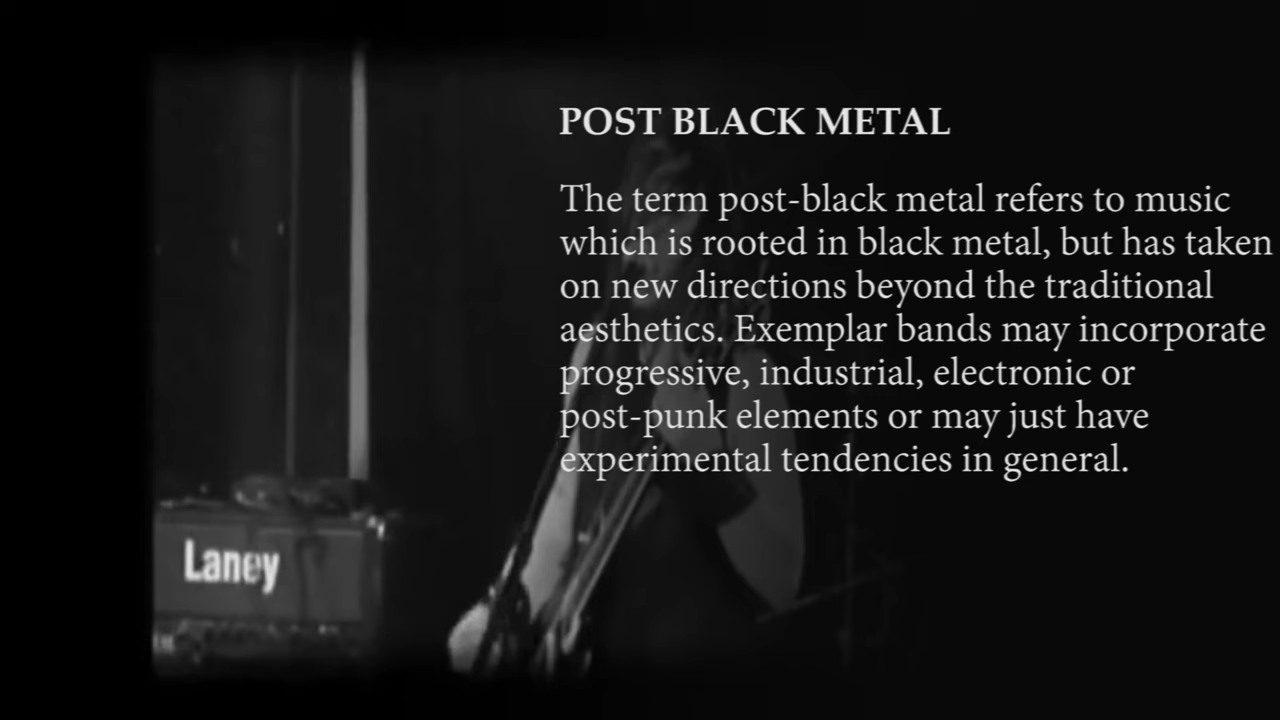 POST BLACK METAL
The term post-black metal refers to music
which is rooted in black metal, but has taken
on new directions beyond the traditional
aesthetics. Exemplar bands may incorporate
progressive, industrial, electronic or
post-punk elements or may just have
experimental tendencies in general.
Laney